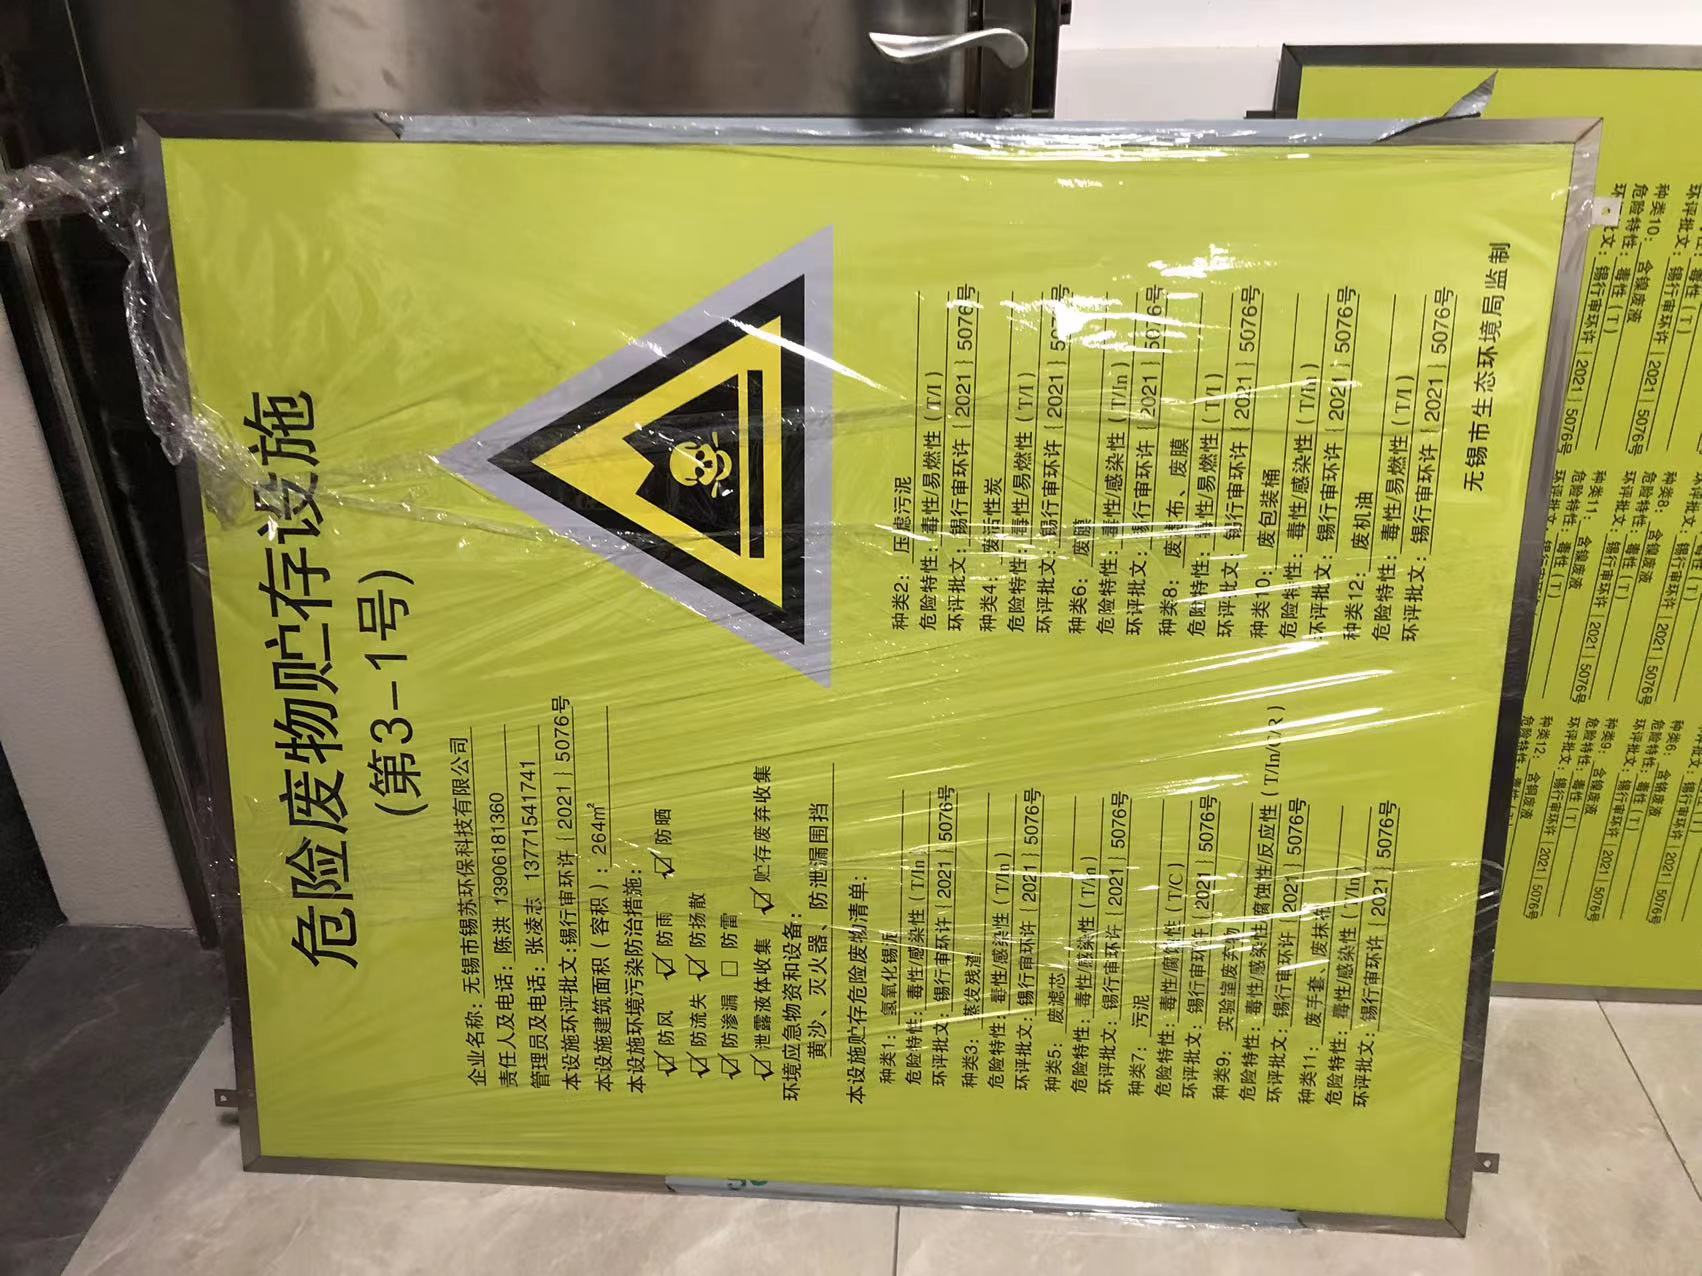 危险废物贮存设施
（第3-1号）
企业名称：无锡市锡苏环保科技有限公司
责任人及电话：陈洪 13906181360
管理员及电话：张凌志 13771541741
本设施环评批文：锡行审环许｛2021｝5076号
本设施建筑面积（容积）：264m²
本设施环境污染防治措施：
☑防风 ☑防雨 ☑防晒
☑防流失 ☑防扬散
☑防渗漏 □防雷
☑泄露液体收集 ☑贮存废弃收集
环境应急物资和设备：
黄沙、灭火器、防泄漏围挡
本设施贮存危险废物清单：
种类1：氢氧化锡泥
危险特性：毒性/感染性（T/In）
环评批文：锡行审环许｛2021｝5076号
种类3：蒸发残渣
危险特性：毒性/感染性（T/In）
环评批文：锡行审环许｛2021｝5076号
种类5：废滤芯
危险特性：毒性/感染性（T/In）
环评批文：锡行审环许｛2021｝5076号
种类7：污泥
危险特性：毒性/腐蚀性（T/C）
环评批文：锡行审环许｛2021｝5076号
种类9：实验室废弃物
危险特性：毒性/感染性/腐蚀性/反应性（T/In/C/R）
环评批文：锡行审环许｛2021｝5076号
种类11：废手套、废抹布
危险特性：毒性/感染性（T/In）
环评批文：锡行审环许｛2021｝5076号
种类2：压滤污泥
危险特性：毒性/易燃性（T/I）
环评批文：锡行审环许｛2021｝5076号
种类4：废活性炭
危险特性：毒性/易燃性（T/I）
环评批文：锡行审环许｛2021｝5076号
种类6：废膜
危险特性：毒性/感染性（T/In）
环评批文：锡行审环许｛2021｝5076号
种类8：废滤布、废膜
危险特性：毒性/易燃性（T/I）
环评批文：锡行审环许｛2021｝5076号
种类10：废包装桶
危险特性：毒性/感染性（T/In）
环评批文：锡行审环许｛2021｝5076号
种类12：废机油
危险特性：毒性/易燃性（T/I）
环评批文：锡行审环许｛2021｝5076号
无锡市生态环境局监制